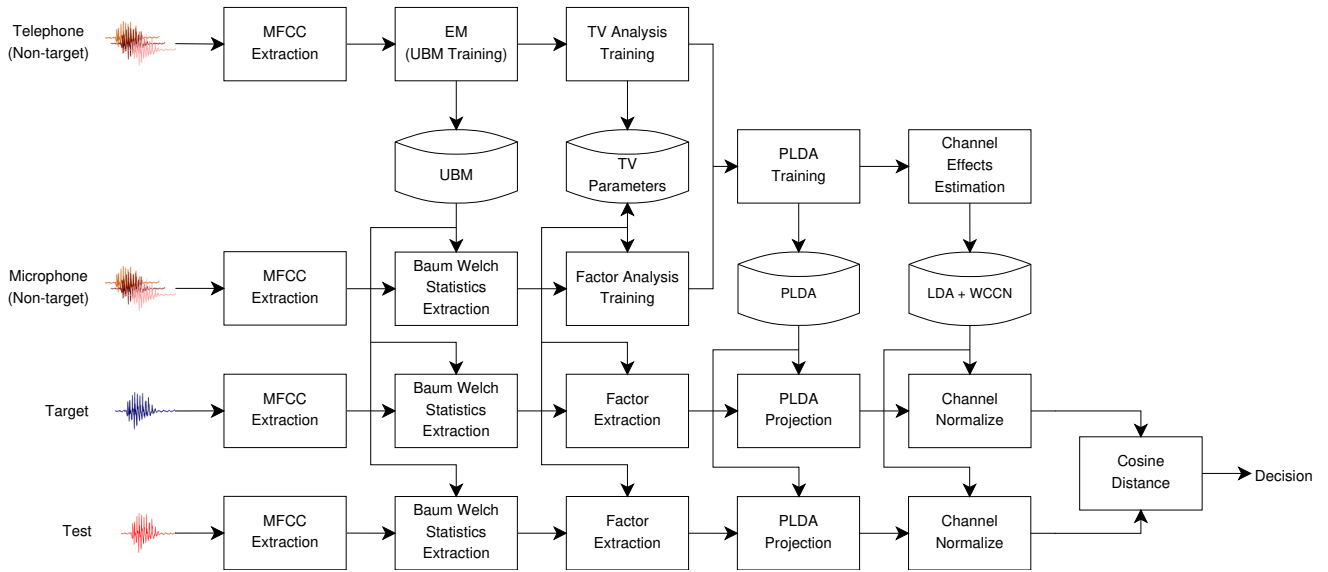 Telephone
(Non-target)
MFCC
Extraction
EM
(UBM Training)
TV Analysis
Training
UBM
TV
Parameters
PLDA
Training
Channel
Effects
Estimation
Microphone
(Non-target)
MFCC
Extraction
Baum Welch
Statistics
Extraction
Factor Analysis
Training
PLDA
LDA + WCCN
Target
MFCC
Extraction
Baum Welch
Statistics
Extraction
Factor
Extraction
PLDA
Projection
Channel
Normalize
Cosine
Distance
Decision
Test
MFCC
Extraction
Baum Welch
Statistics
Extraction
Factor
Extraction
PLDA
Projection
Channel
Normalize